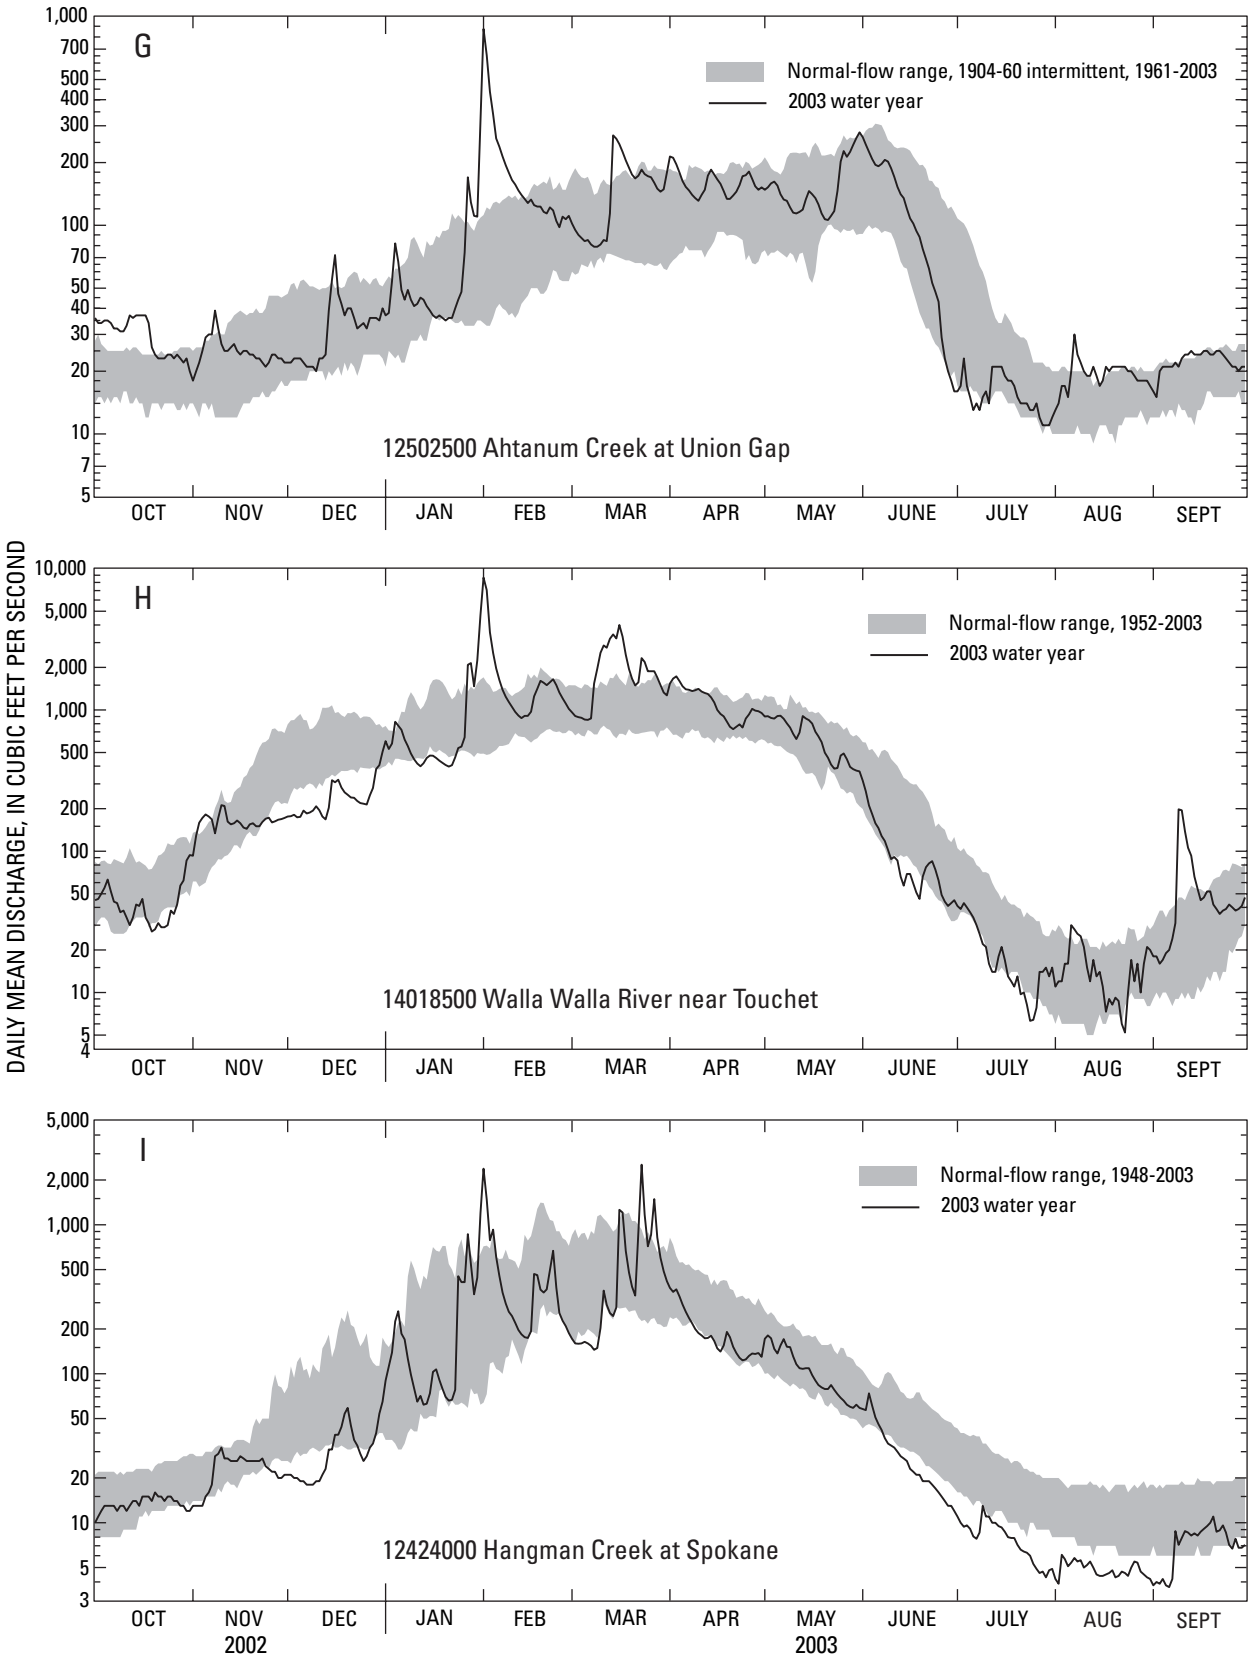 DAILY MEAN DISCHARGE, IN CUBIC FEET PER SECOND
G
Normal-flow range, 1904-60 intermittent, 1961-2003
2003 water year
1,000
700
500
400
300
200
100
70
50
40
30
20
10
7
5
12502500 Ahtanum Creek at Union Gap
OCT NOV DEC JAN FEB MAR APR MAY JUNE JULY AUG SEPT
H
Normal-flow range, 1952-2003
2003 water year
10,000
5,000
2,000
1,000
500
200
100
50
20
10
5
4
14018500 Walla Walla River near Touchet
OCT NOV DEC JAN FEB MAR APR MAY JUNE JULY AUG SEPT
I
Normal-flow range, 1948-2003
2003 water year
5,000
2,000
1,000
500
200
100
50
20
10
5
3
12424000 Hangman Creek at Spokane
OCT NOV DEC JAN FEB MAR APR MAY JUNE JULY AUG SEPT
2002 2003